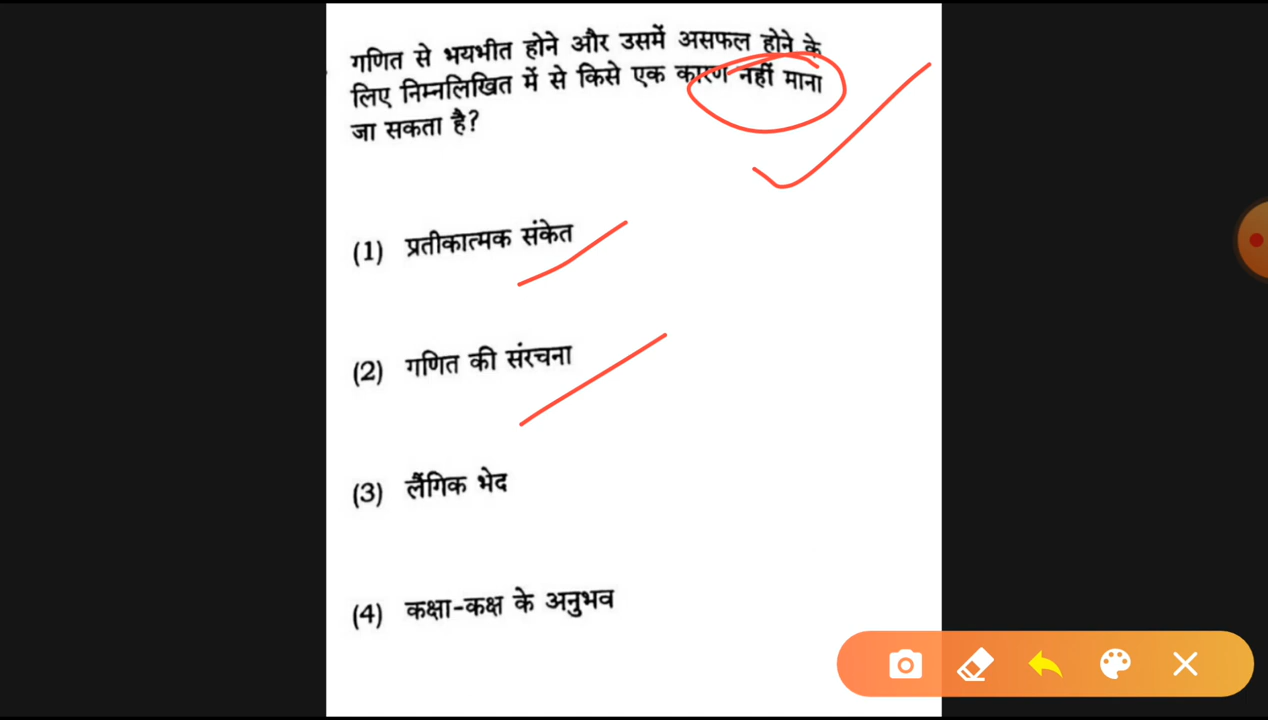 गणित से भयभीत होने और उसमें असफल होने के
लिए निम्नलिखित में से किसे एक कारण नहीं माना
जा सकता है?
(1) प्रतीकात्मक संकेत
(2) गणित की संरचना
(3) लैंगिक भेद
(4) कक्षा-कक्ष के अनुभव